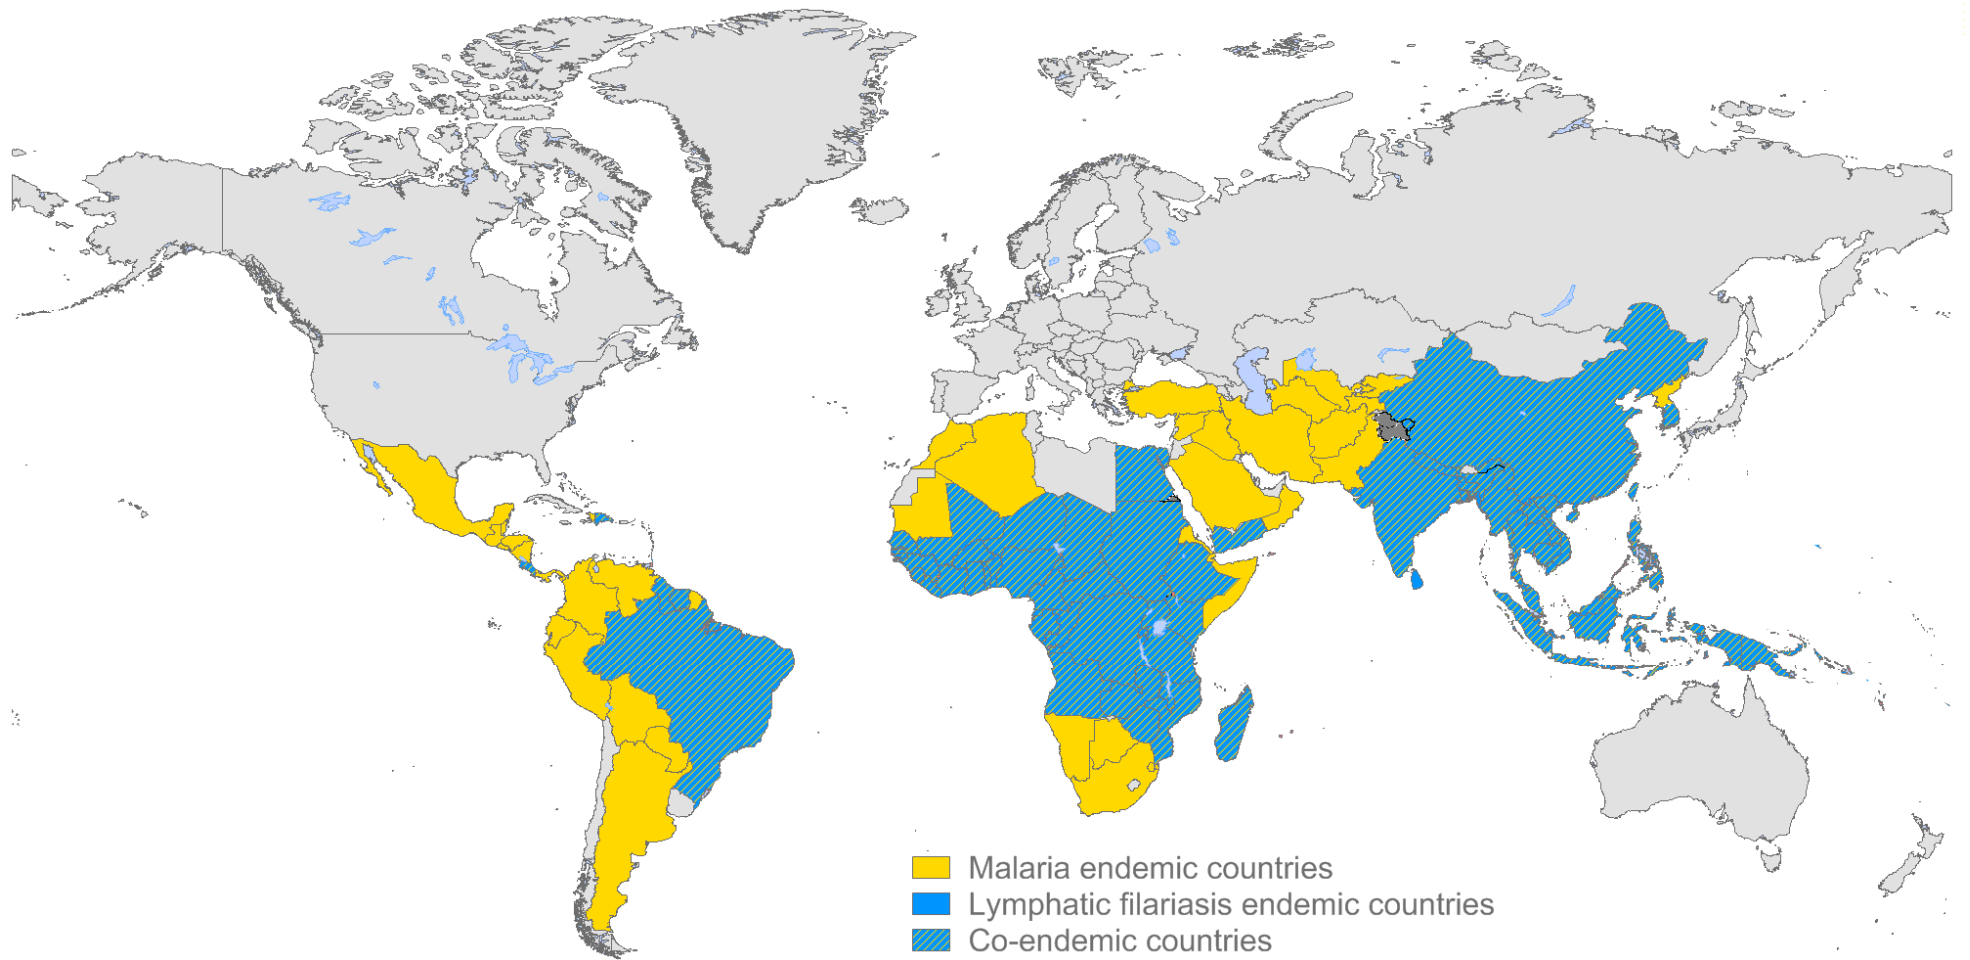 Malaria endemic countries
Lymphatic filariasis endemic countries
Co-endemic countries